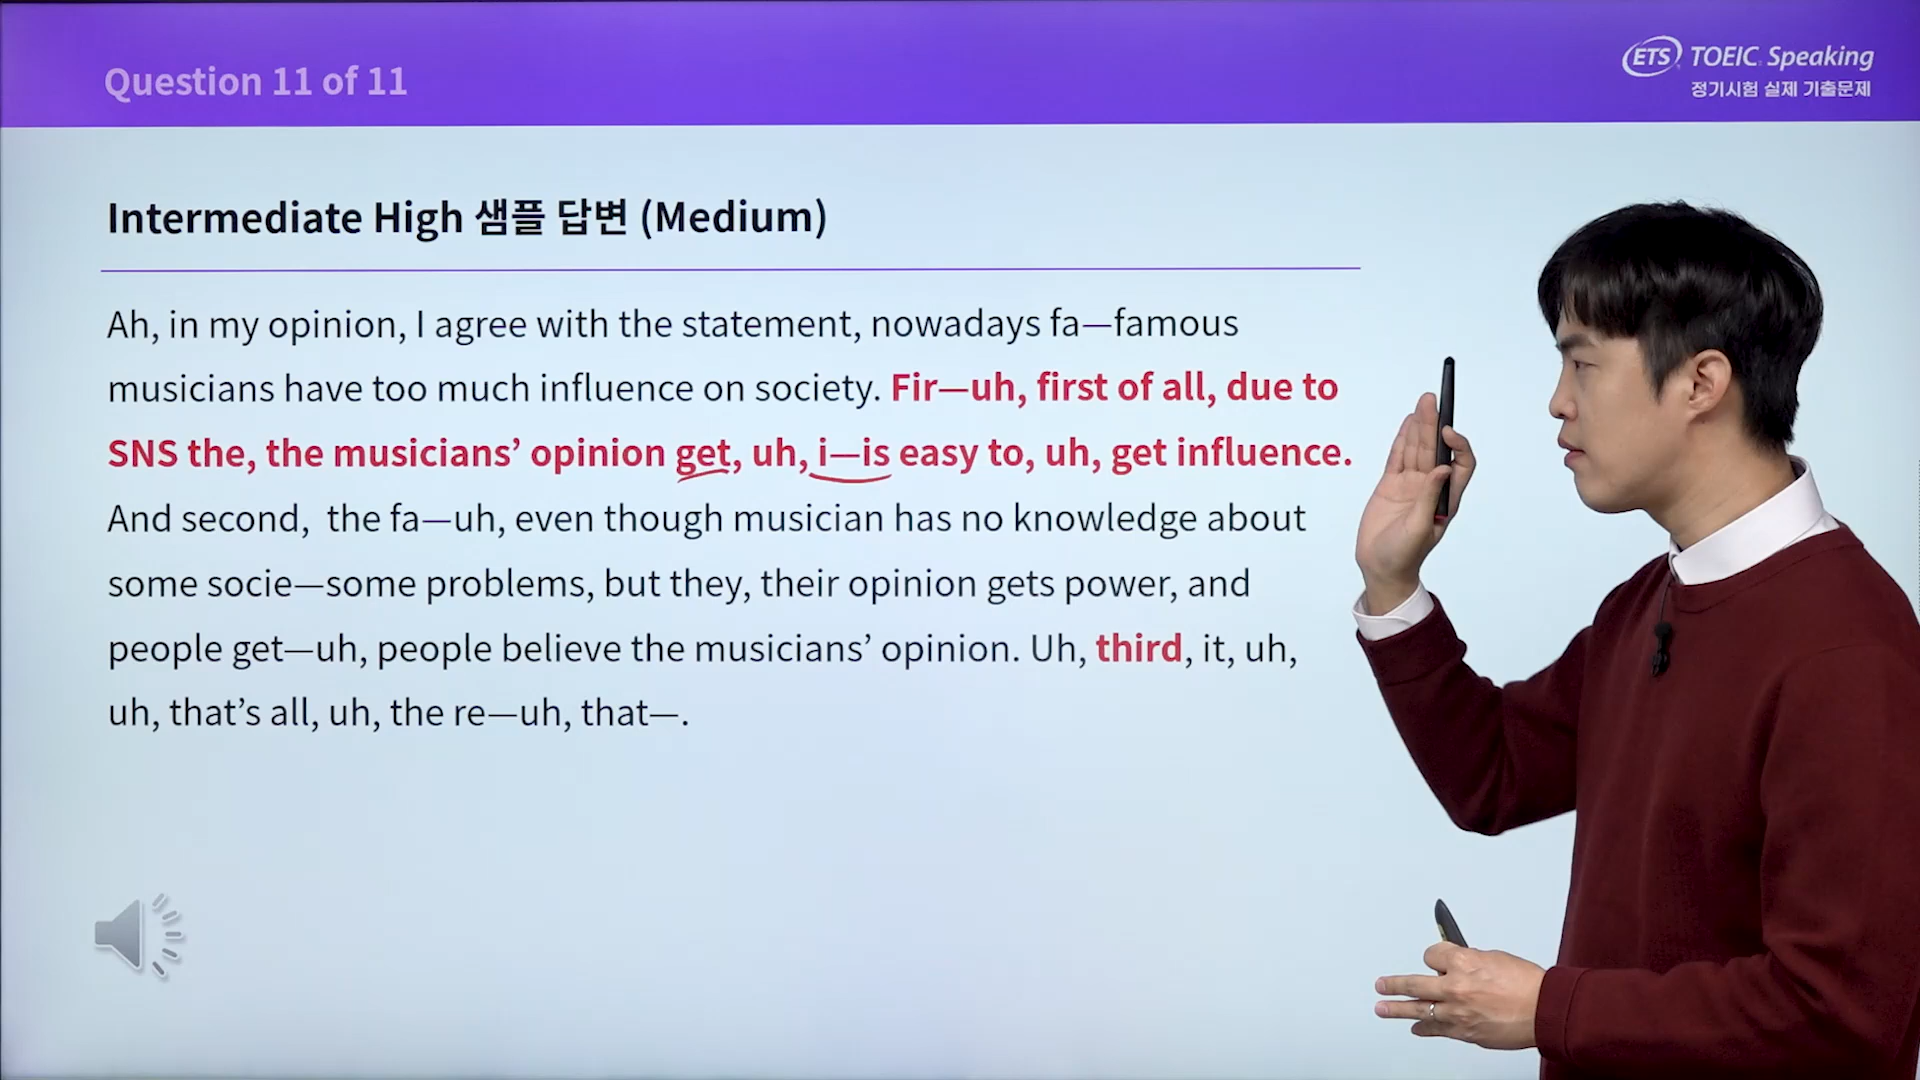 Question 11 of 11
ETS TOEIC Speaking
정기시험 실제 기출문제
Intermediate High 샘플 답변 (Medium)
Ah, in my opinion, I agree with the statement, nowadays fa—famous
musicians have too much influence on society. Fir—uh, first of all, due to
SNS the, the musicians’ opinion get, uh, i—is easy to, uh, get influence.
And second,  the fa—uh, even though musician has no knowledge about
some socie—some problems, but they, their opinion gets power, and
people get—uh, people believe the musicians’ opinion. Uh, third, it, uh,
uh, that’s all, uh, the re—uh, that—.